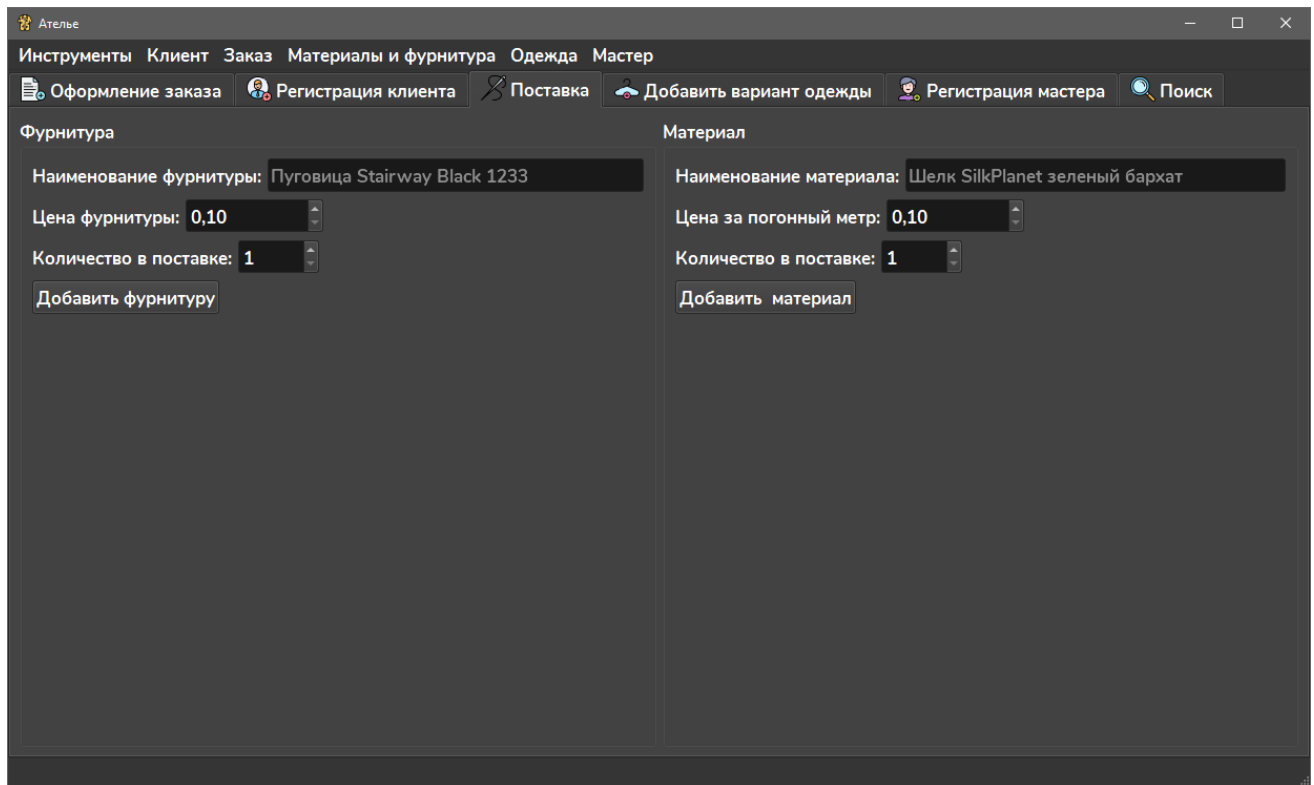 Ателье
Инструменты Клиент Заказ Материалы и фурнитура Одежда Мастер
Оформление заказа Регистрация клиента Поставка Добавить вариант одежды Регистрация мастера Поиск
Фурнитура
Наименование фурнитуры: Пуговица Stairway Black 1233
Цена фурнитуры: 0,10
Количество в поставке: 1
Добавить фурнитуру
Материал
Наименование материала: Шелк SilkPlanet зеленый бархат
Цена за погонный метр: 0,10
Количество в поставке: 1
Добавить материал